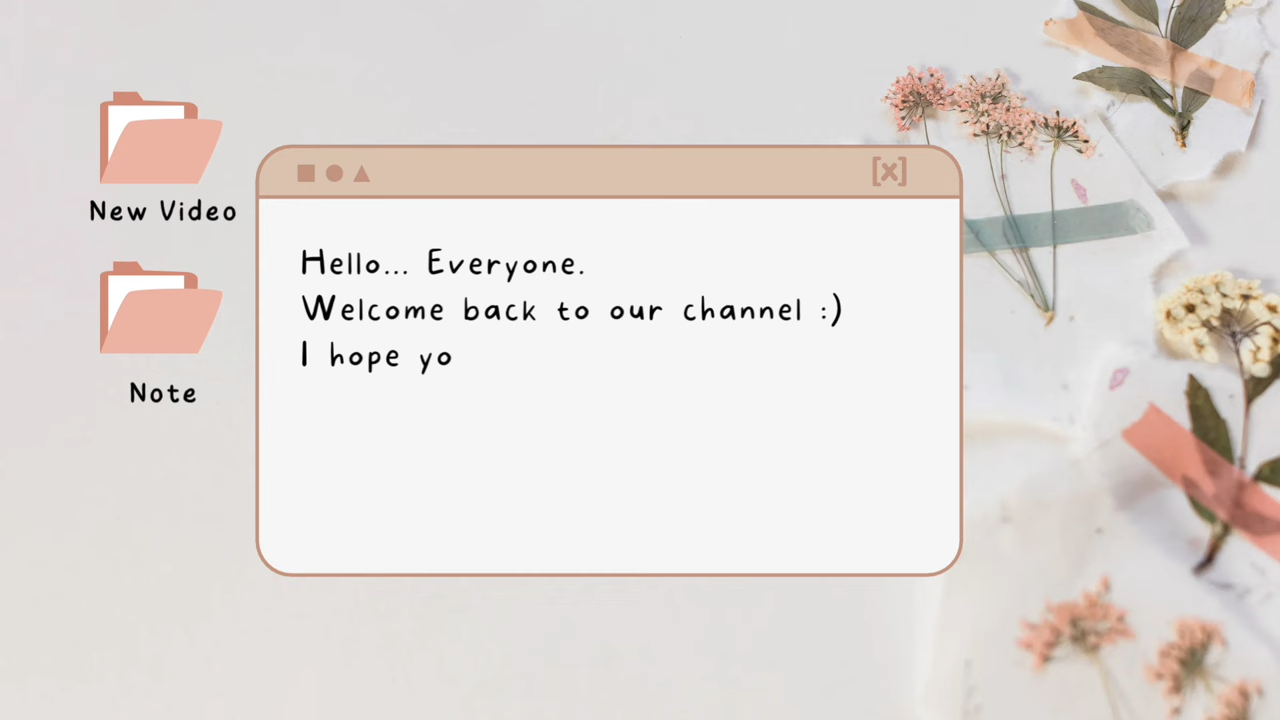 New Video
Note
Hello... Everyone.
Welcome back to our channel :)
I hope yo